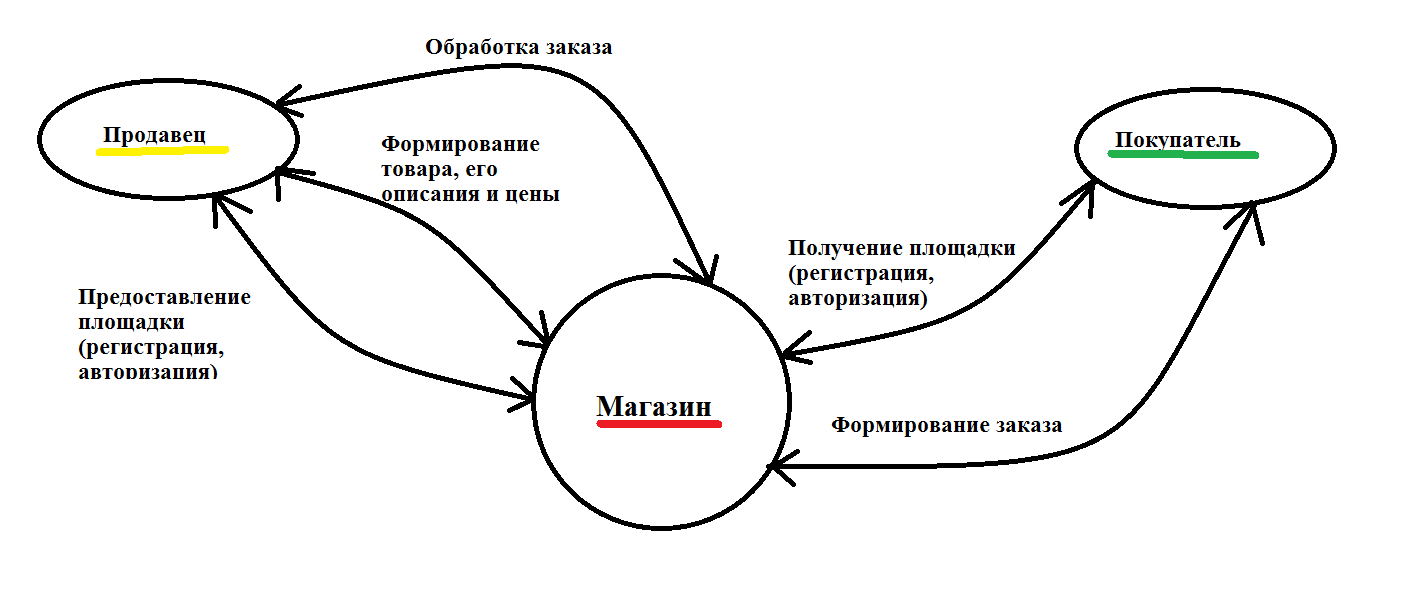 Обработка заказа
Продавец
Формирование
товара, его
описания и цены
Покупатель
Получение площадки
(регистрация,
авторизация)
Предоставление
площадки
(регистрация,
авторизация)
Магазин
Формирование заказа